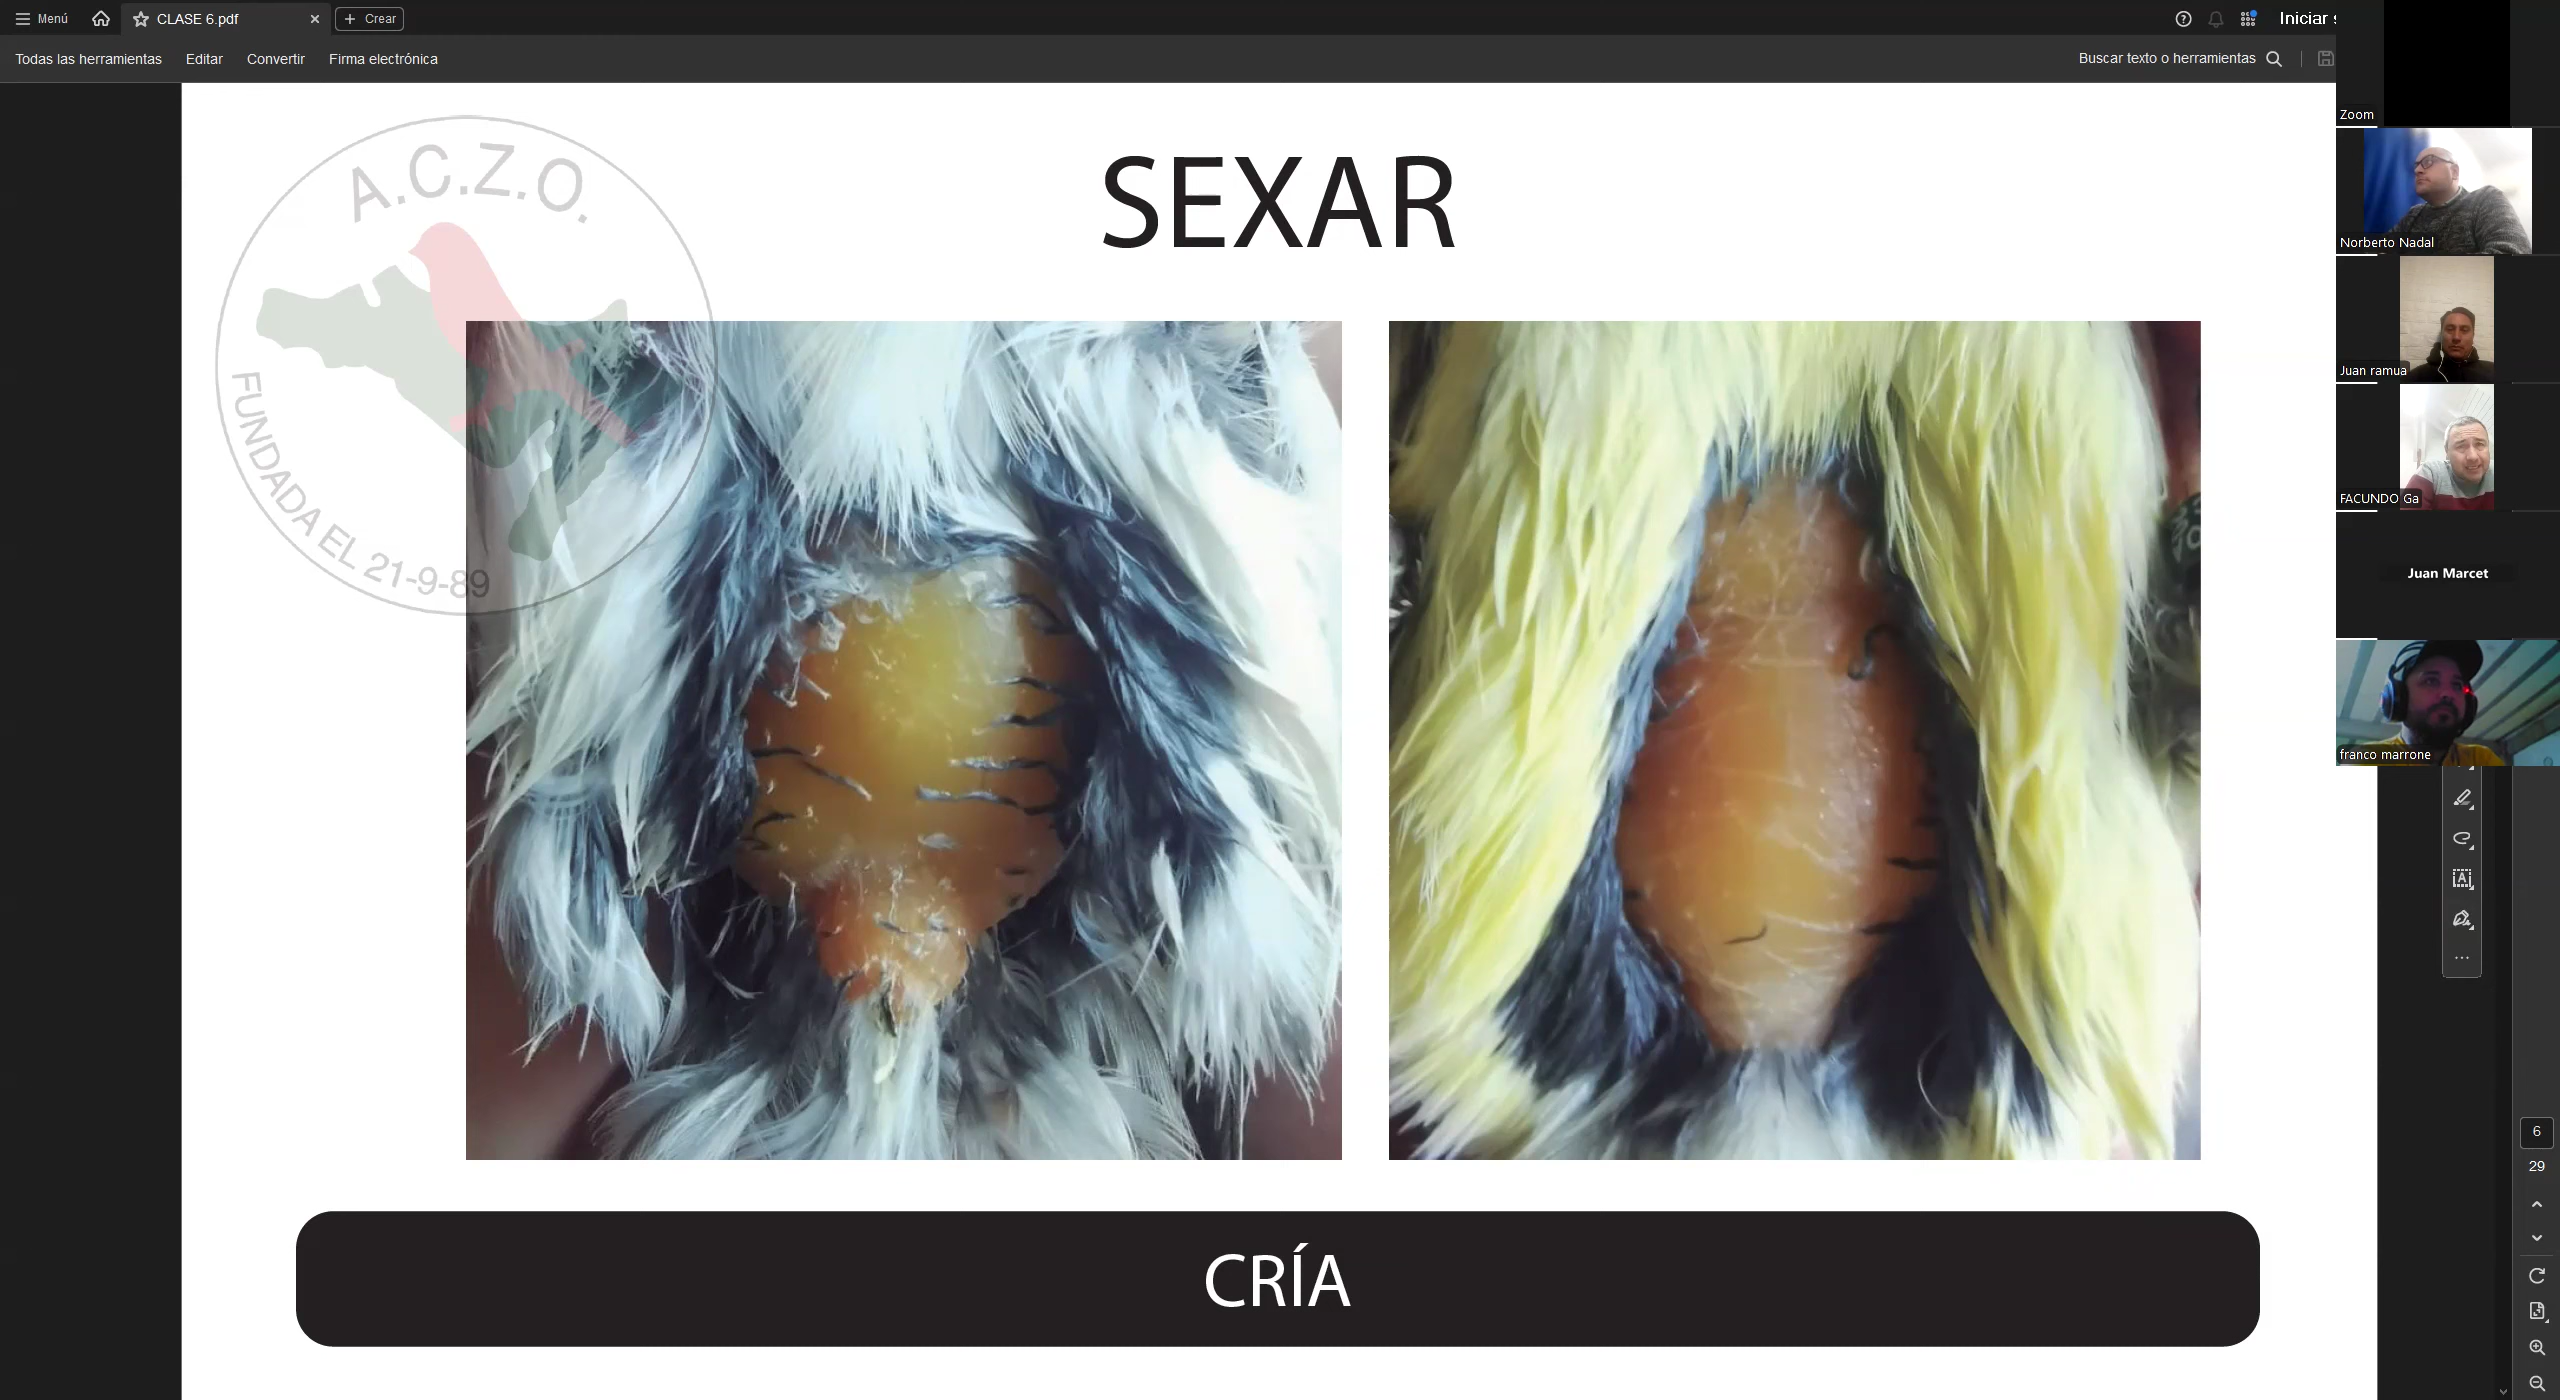 Menú
CLASE 6.pdf
Crear
Iniciar s
Todas las herramientas
Editar
Convertir
Firma electrónica
Buscar texto o herramientas
A.C.Z.O.
FUNDADA EL 21-9-89
SEXAR
CRÍA
Zoom
Norberto Nadal
Juan ramua
FACUNDO Ga
Juan Marcet
franco marrone
6
29